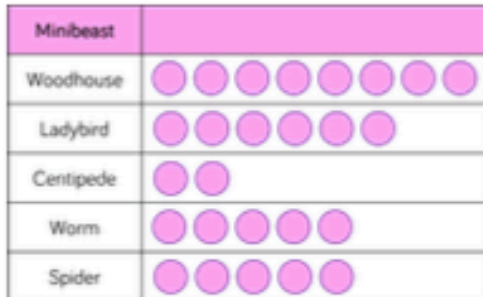 Minibeast
Woodhouse
Ladybird
Centipede
Worm
Spider